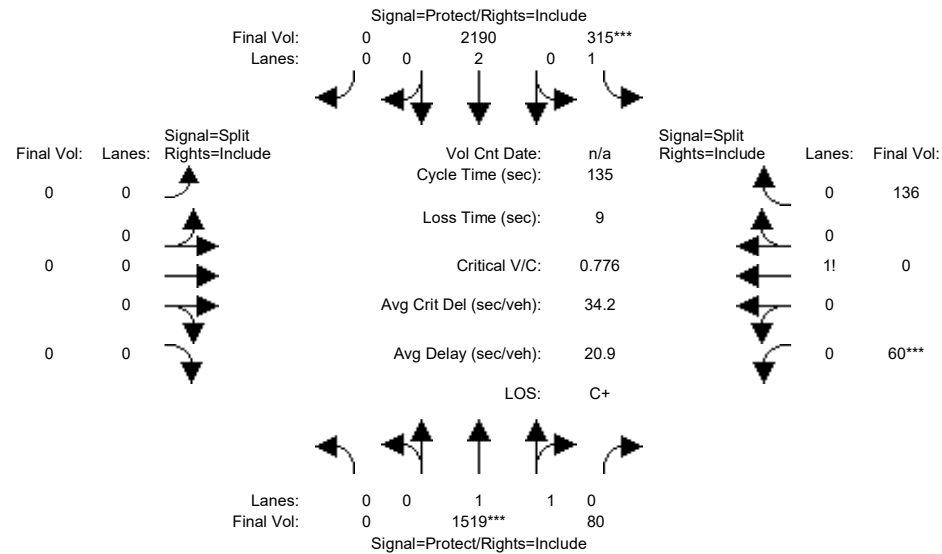 Signal=Protect/Rights=Include
Final Vol: 0 2190 315***
Lanes: 0 0 2 0 1
Signal=Split Signal=Split
Final Vol: Lanes: Rights=Include Vol Cnt Date: n/a Rights=Include Lanes: Final Vol:
Cycle Time (sec): 135
0 0 0 136
Loss Time (sec): 9
0 0
0 0 Critical V/C: 0.776 1! 0
0 Avg Crit Del (sec/veh): 34.2 0
0 0 Avg Delay (sec/veh): 20.9 0 60***
LOS: C+
Lanes: 0 0 1 1 0
Final Vol: 0 1519*** 80
Signal=Protect/Rights=Include